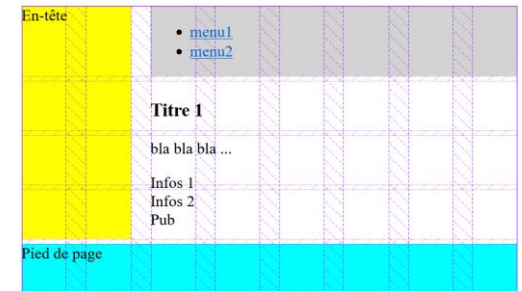 En-tête
menu1
menu2
Titre 1
bla bla bla ...
Infos 1
Infos 2
Pub
Pied de page